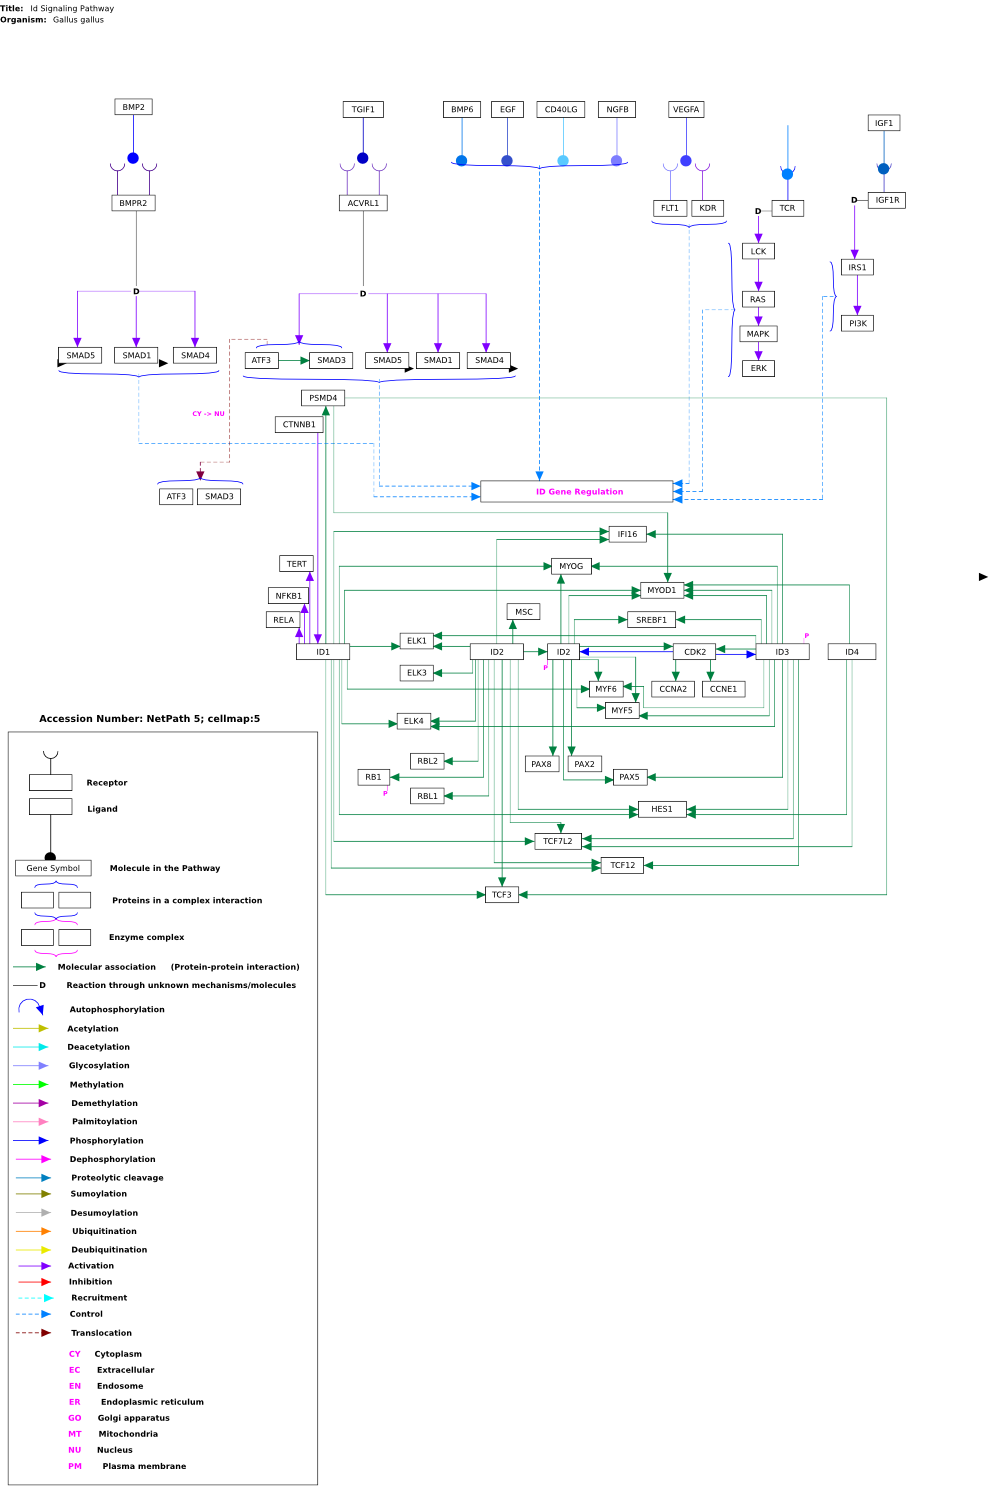 Title: Id Signaling Pathway
Organism: Gallus gallus
BMP2
TGIF1
BMP6
EGF
CD40LG
NGFB
VEGFA
IGF1
BMPR2
ACVRL1
FLT1
KDR
D
TCR
D
IGF1R
LCK
IRS1
D
D
RAS
PI3K
MAPK
SMAD5
SMAD1
SMAD4
ATF3
SMAD3
SMAD5
SMAD1
SMAD4
ERK
PSMD4
CY -> NU
CTNNB1
ATF3
SMAD3
ID Gene Regulation
IFI16
TERT
MYOG
NFKB1
MYOD1
RELA
MSC
SREBF1
P
ELK1
ID1
ID2
ID2
CDK2
ID3
ID4
P
ELK3
MYF6
CCNA2
CCNE1
MYF5
ELK4
RBL2
PAX8
PAX2
RB1
PAX5
P
RBL1
HES1
TCF7L2
TCF12
TCF3
Accession Number: NetPath 5; cellmap:5
Receptor
Ligand
Gene Symbol
Molecule in the Pathway
Proteins in a complex interaction
Enzyme complex
Molecular association (Protein-protein interaction)
D Reaction through unknown mechanisms/molecules
Autophosphorylation
Acetylation
Deacetylation
Glycosylation
Methylation
Demethylation
Palmitoylation
Phosphorylation
Dephosphorylation
Proteolytic cleavage
Sumoylation
Desumoylation
Ubiquitination
Deubiquitination
Activation
Inhibition
Recruitment
Control
Translocation
CY Cytoplasm
EC Extracellular
EN Endosome
ER Endoplasmic reticulum
GO Golgi apparatus
MT Mitochondria
NU Nucleus
PM Plasma membrane